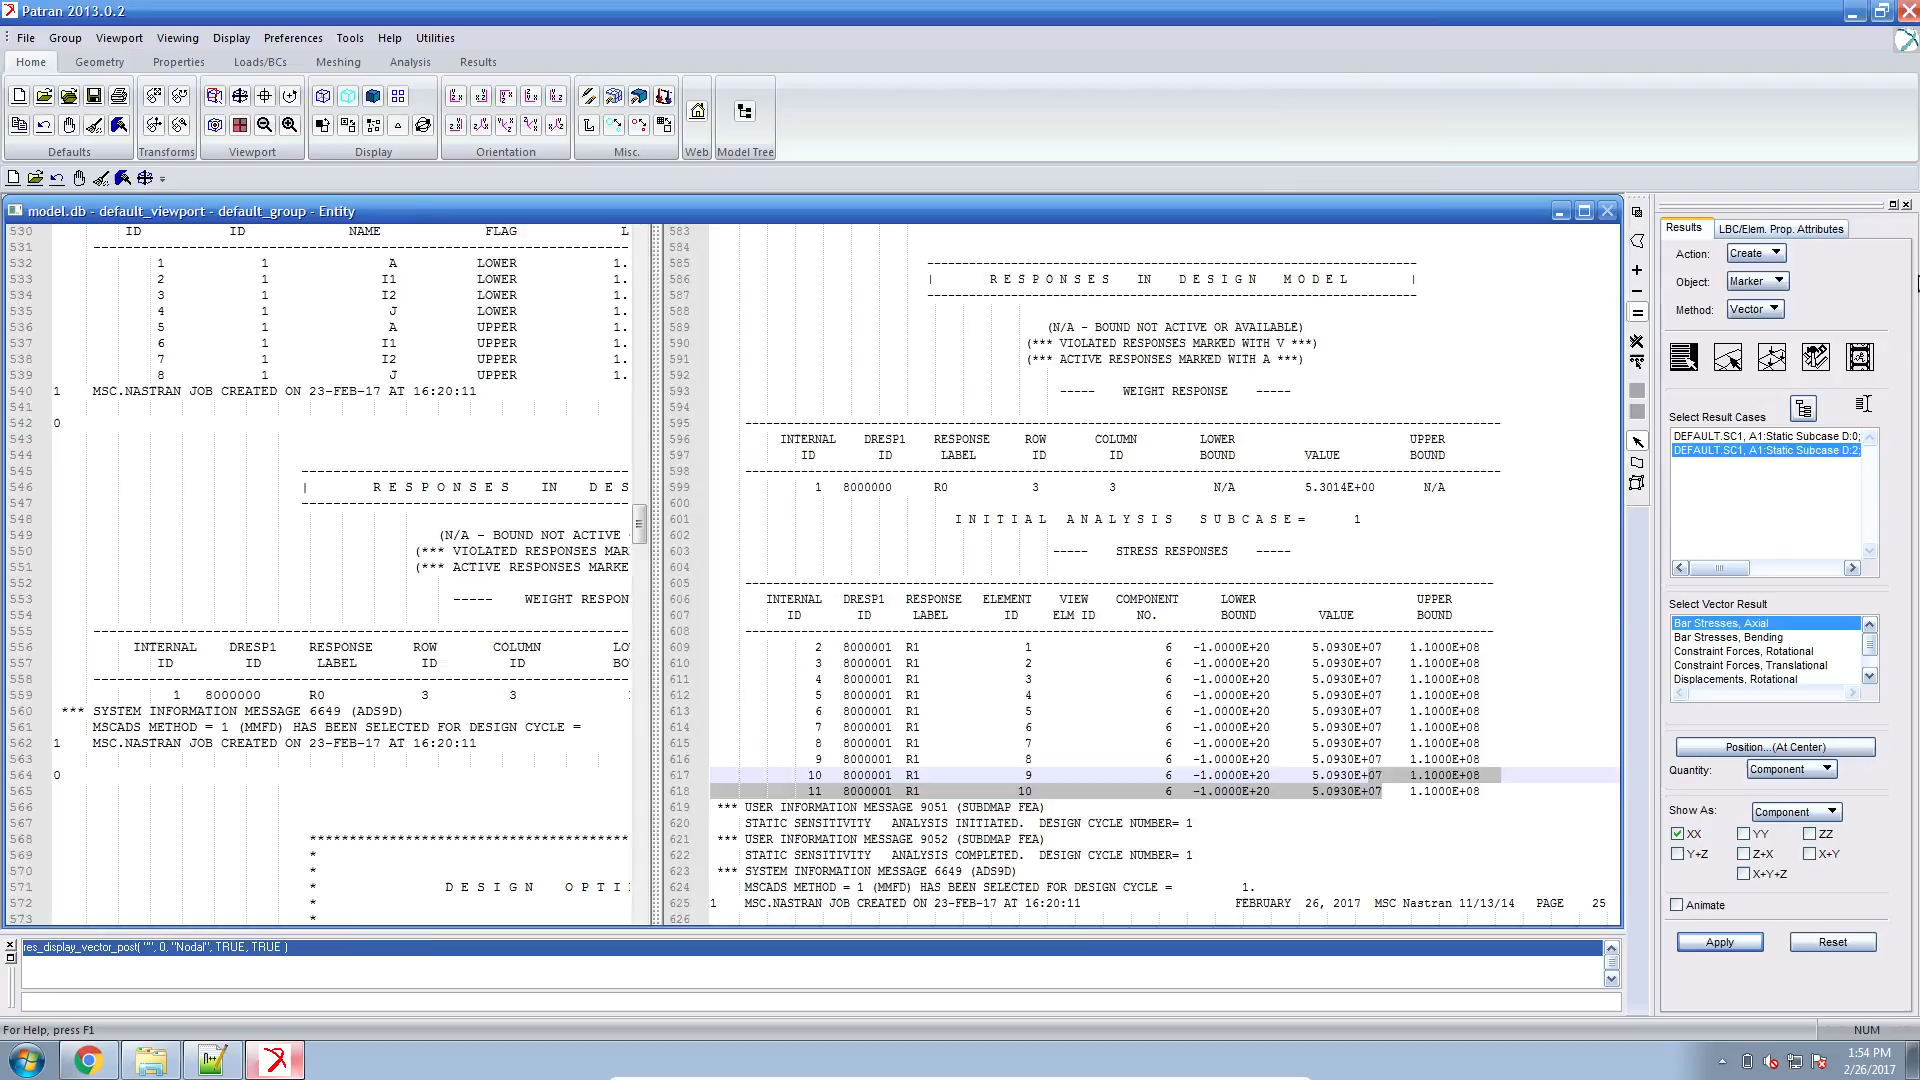 Patran 2013.0.2
File Group Viewport Viewing Display Preferences Tools Help Utilities
Home Geometry Properties Loads/BCs Meshing Analysis Results
Defaults Transforms Viewport Display Orientation Misc. Web Model Tree
model.db - default_viewport - default_group - Entity
530 ID ID NAME FLAG L
531
532 1 1 A LOWER 1.
533 2 1 I1 LOWER 1.
534 3 1 I2 LOWER 1.
535 4 1 J LOWER 1.
536 5 1 A UPPER 1.
537 6 1 I1 UPPER 1.
538 7 1 I2 UPPER 1.
539 8 1 J UPPER 1.
540 1 MSC.NASTRAN JOB CREATED ON 23-FEB-17 AT 16:20:11
541
542 0
543
544
545 ----------------------------------------
546 | R E S P O N S E S I N D E S
547 ----------------------------------------
548
549 (N/A - BOUND NOT ACTIVE
550 (*** VIOLATED RESPONSES MAR
551 (*** ACTIVE RESPONSES MARKE
552
553 ----- WEIGHT RESPON
554
555
556 INTERNAL DRESP1 RESPONSE ROW COLUMN LO
557 ID ID LABEL ID ID BO
558
559 1 8000000 R0 3 3
560 *** SYSTEM INFORMATION MESSAGE 6649 (ADS9D)
561 MSCADS METHOD = 1 (MMFD) HAS BEEN SELECTED FOR DESIGN CYCLE =
562 1 MSC.NASTRAN JOB CREATED ON 23-FEB-17 AT 16:20:11
563
564 0
565
566
567
568 ****************************************
569 *
570 *
571 * D E S I G N O P T I
572 *
573 *
583
584
585
586 | R E S P O N S E S I N D E S I G N M O D E L |
587
588
589 (N/A - BOUND NOT ACTIVE OR AVAILABLE)
590 (*** VIOLATED RESPONSES MARKED WITH V ***)
591 (*** ACTIVE RESPONSES MARKED WITH A ***)
592
593 ----- WEIGHT RESPONSE -----
594
595
596 INTERNAL DRESP1 RESPONSE ROW COLUMN LOWER UPPER
597 ID ID LABEL ID ID BOUND VALUE BOUND
598
599 1 8000000 R0 3 3 N/A 5.3014E+00 N/A
600
601 I N I T I A L A N A L Y S I S S U B C A S E = 1
602
603 ----- STRESS RESPONSES -----
604
605
606 INTERNAL DRESP1 RESPONSE ELEMENT VIEW COMPONENT LOWER UPPER
607 ID ID LABEL ID ELM ID NO. BOUND VALUE BOUND
608
609 2 8000001 R1 1 6 -1.0000E+20 5.0930E+07 1.1000E+08
610 3 8000001 R1 2 6 -1.0000E+20 5.0930E+07 1.1000E+08
611 4 8000001 R1 3 6 -1.0000E+20 5.0930E+07 1.1000E+08
612 5 8000001 R1 4 6 -1.0000E+20 5.0930E+07 1.1000E+08
613 6 8000001 R1 5 6 -1.0000E+20 5.0930E+07 1.1000E+08
614 7 8000001 R1 6 6 -1.0000E+20 5.0930E+07 1.1000E+08
615 8 8000001 R1 7 6 -1.0000E+20 5.0930E+07 1.1000E+08
616 9 8000001 R1 8 6 -1.0000E+20 5.0930E+07 1.1000E+08
617 10 8000001 R1 9 6 -1.0000E+20 5.0930E+07 1.1000E+08
618 11 8000001 R1 10 6 -1.0000E+20 5.0930E+07 1.1000E+08
619 *** USER INFORMATION MESSAGE 9051 (SUBDMAP FEA)
620 STATIC SENSITIVITY ANALYSIS INITIATED. DESIGN CYCLE NUMBER= 1
621 *** USER INFORMATION MESSAGE 9052 (SUBDMAP FEA)
622 STATIC SENSITIVITY ANALYSIS COMPLETED. DESIGN CYCLE NUMBER= 1
623 *** SYSTEM INFORMATION MESSAGE 6649 (ADS9D)
624 MSCADS METHOD = 1 (MMFD) HAS BEEN SELECTED FOR DESIGN CYCLE = 1.
625 1 MSC.NASTRAN JOB CREATED ON 23-FEB-17 AT 16:20:11 FEBRUARY 26, 2017 MSC Nastran 11/13/14 PAGE 25
626
Results LBC/Elem. Prop. Attributes
Action: Create
Object: Marker
Method: Vector
Select Result Cases
DEFAULT.SC1, A1:Static Subcase D:0;
DEFAULT.SC1, A1:Static Subcase D:2;
Select Vector Result
Bar Stresses, Axial
Bar Stresses, Bending
Constraint Forces, Rotational
Constraint Forces, Translational
Displacements, Rotational
Position...(At Center)
Quantity: Component
Show As: Component
XX YY ZZ
Y+Z Z+X X+Y
X+Y+Z
Animate
Apply Reset
res_display_vector_post( "", 0, "Nodal", TRUE, TRUE )
For Help, press F1
NUM
1:54 PM
2/26/2017